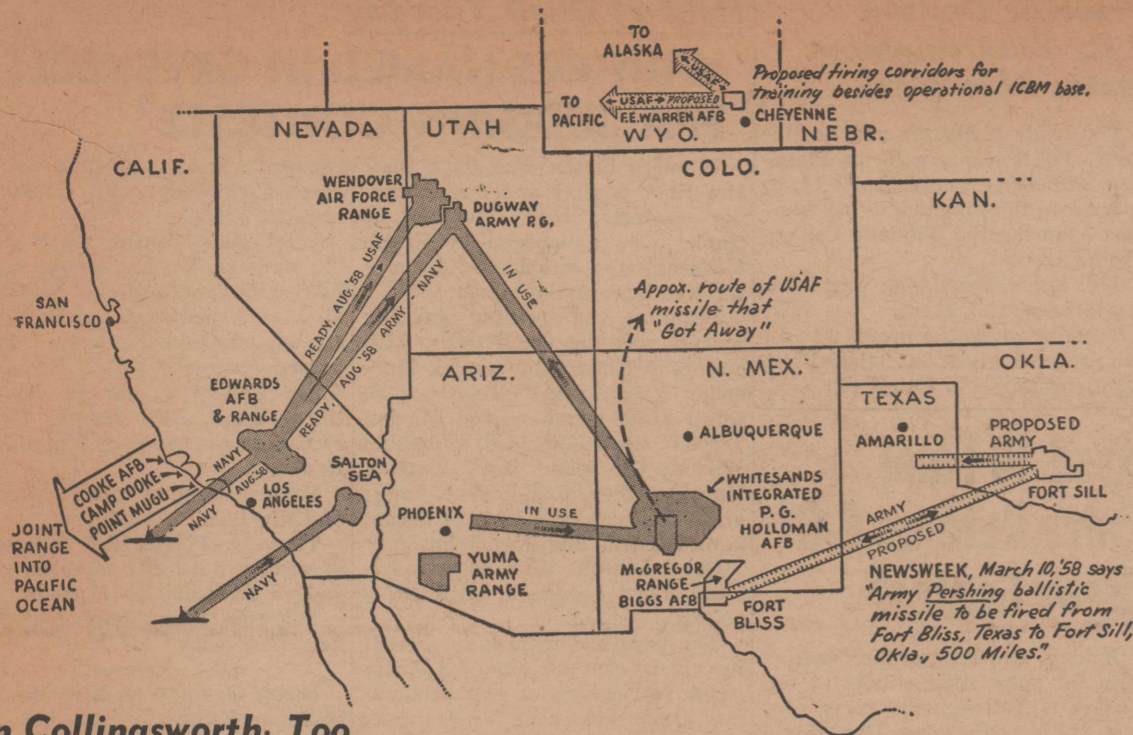 TO
ALASKA
USAF
Proposed firing corridors for
training besides operational ICBM base.
TO
PACIFIC
USAF PROPOSED
F.E. WARREN AFB
CHEYENNE
WYO.
NEBR.
NEVADA
UTAH
CALIF.
COLO.
KAN.
WENDOVER
AIR FORCE
RANGE
DUGWAY
ARMY P.G.
READY, AUG. '58 USAF
READY, AUG '58 ARMY - NAVY
IN USE
Appox. route of USAF
missile that
"Got Away"
SAN
FRANCISCO
ARIZ.
N. MEX.
OKLA.
TEXAS
EDWARDS
AFB
& RANGE
ALBUQUERQUE
AMARILLO
PROPOSED
ARMY
FORT SILL
COOKE AFB
CAMP COOKE
POINT MUGU
NAVY
NAVY AUG.'58
LOS
ANGELES
SALTON
SEA
PHOENIX
IN USE
WHITESANDS
INTEGRATED
P.G.
HOLLOMAN
AFB
ARMY
PROPOSED
JOINT
RANGE
INTO
PACIFIC
OCEAN
NAVY
YUMA
ARMY
RANGE
McGREGOR
RANGE
BIGGS AFB
FORT
BLISS
NEWSWEEK, March 10, '58 says
"Army Pershing ballistic
missile to be fired from
Fort Bliss, Texas to Fort Sill,
Okla., 500 Miles."
Collingsworth, Too